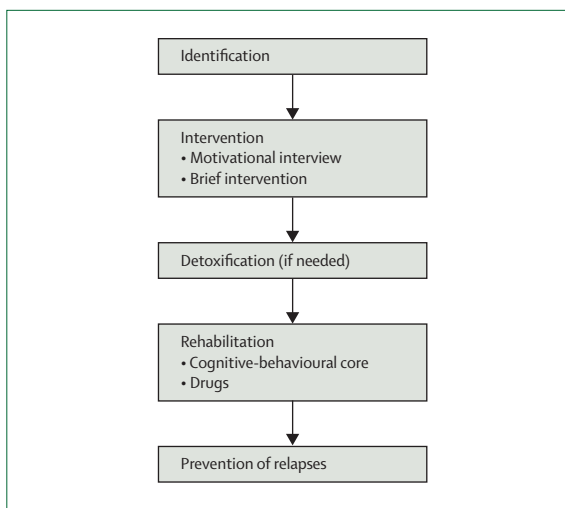 Identification
Intervention
• Motivational interview
• Brief intervention
Detoxification (if needed)
Rehabilitation
• Cognitive-behavioural core
• Drugs
Prevention of relapses